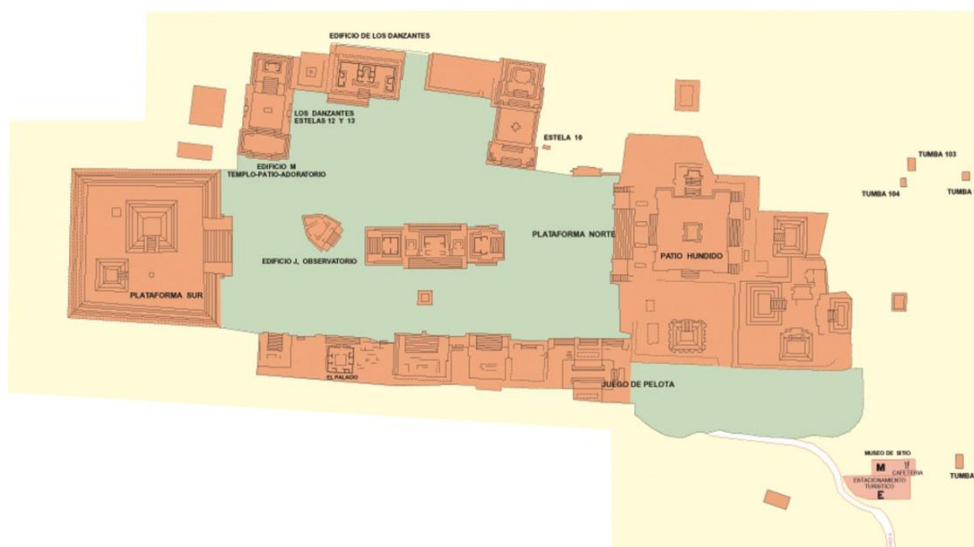 EDIFICIO DE LOS DANZANTES
LOS DANZANTES
ESTELAS 12 Y 13
ESTELA 10
EDIFICIO M
TEMPLO-PATIO-ADORATORIO
TUMBA 103
TUMBA 104
TUMBA
PLATAFORMA NORTE
EDIFICIO J, OBSERVATORIO
PATIO HUNDIDO
PLATAFORMA SUR
EL PALACIO
JUEGO DE PELOTA
MUSEO DE SITIO
M
CAFETERIA
ESTACIONAMIENTO
TURISTICO
E
TUMBA